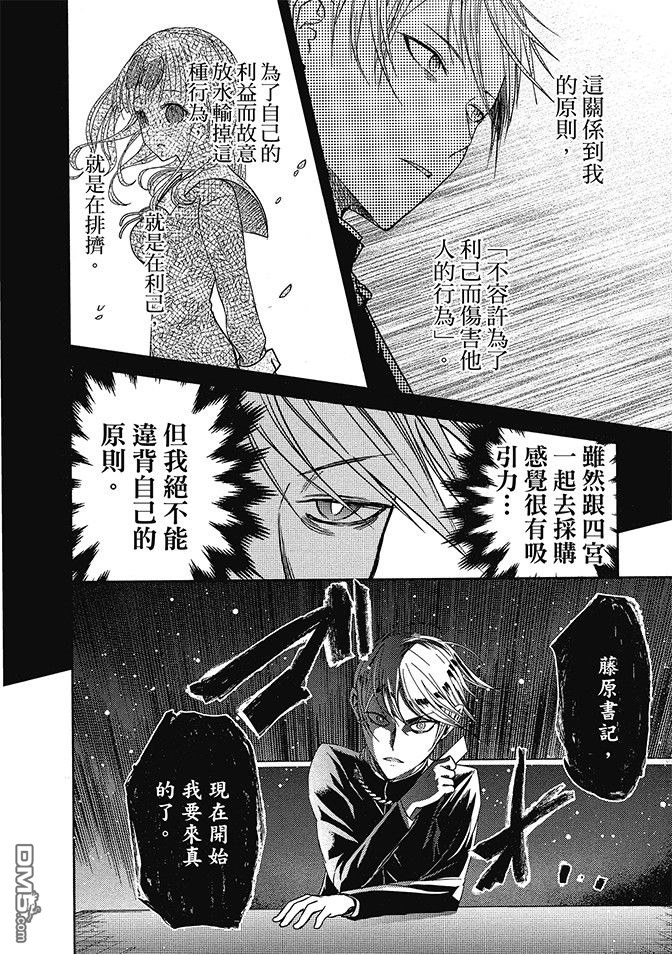 這關係到我
的原則，
「不容許為了
利己而傷害他
人的行為」。
為了自己的
利益而故意
放水輸掉這
種行為，
就是在利己，
就是在排擠。
雖然跟四宮
一起去採購
感覺很有吸
引力…
但我絕不能
違背自己的
原則。
藤原書記，
現在開始
我要來真
的了。
DM5